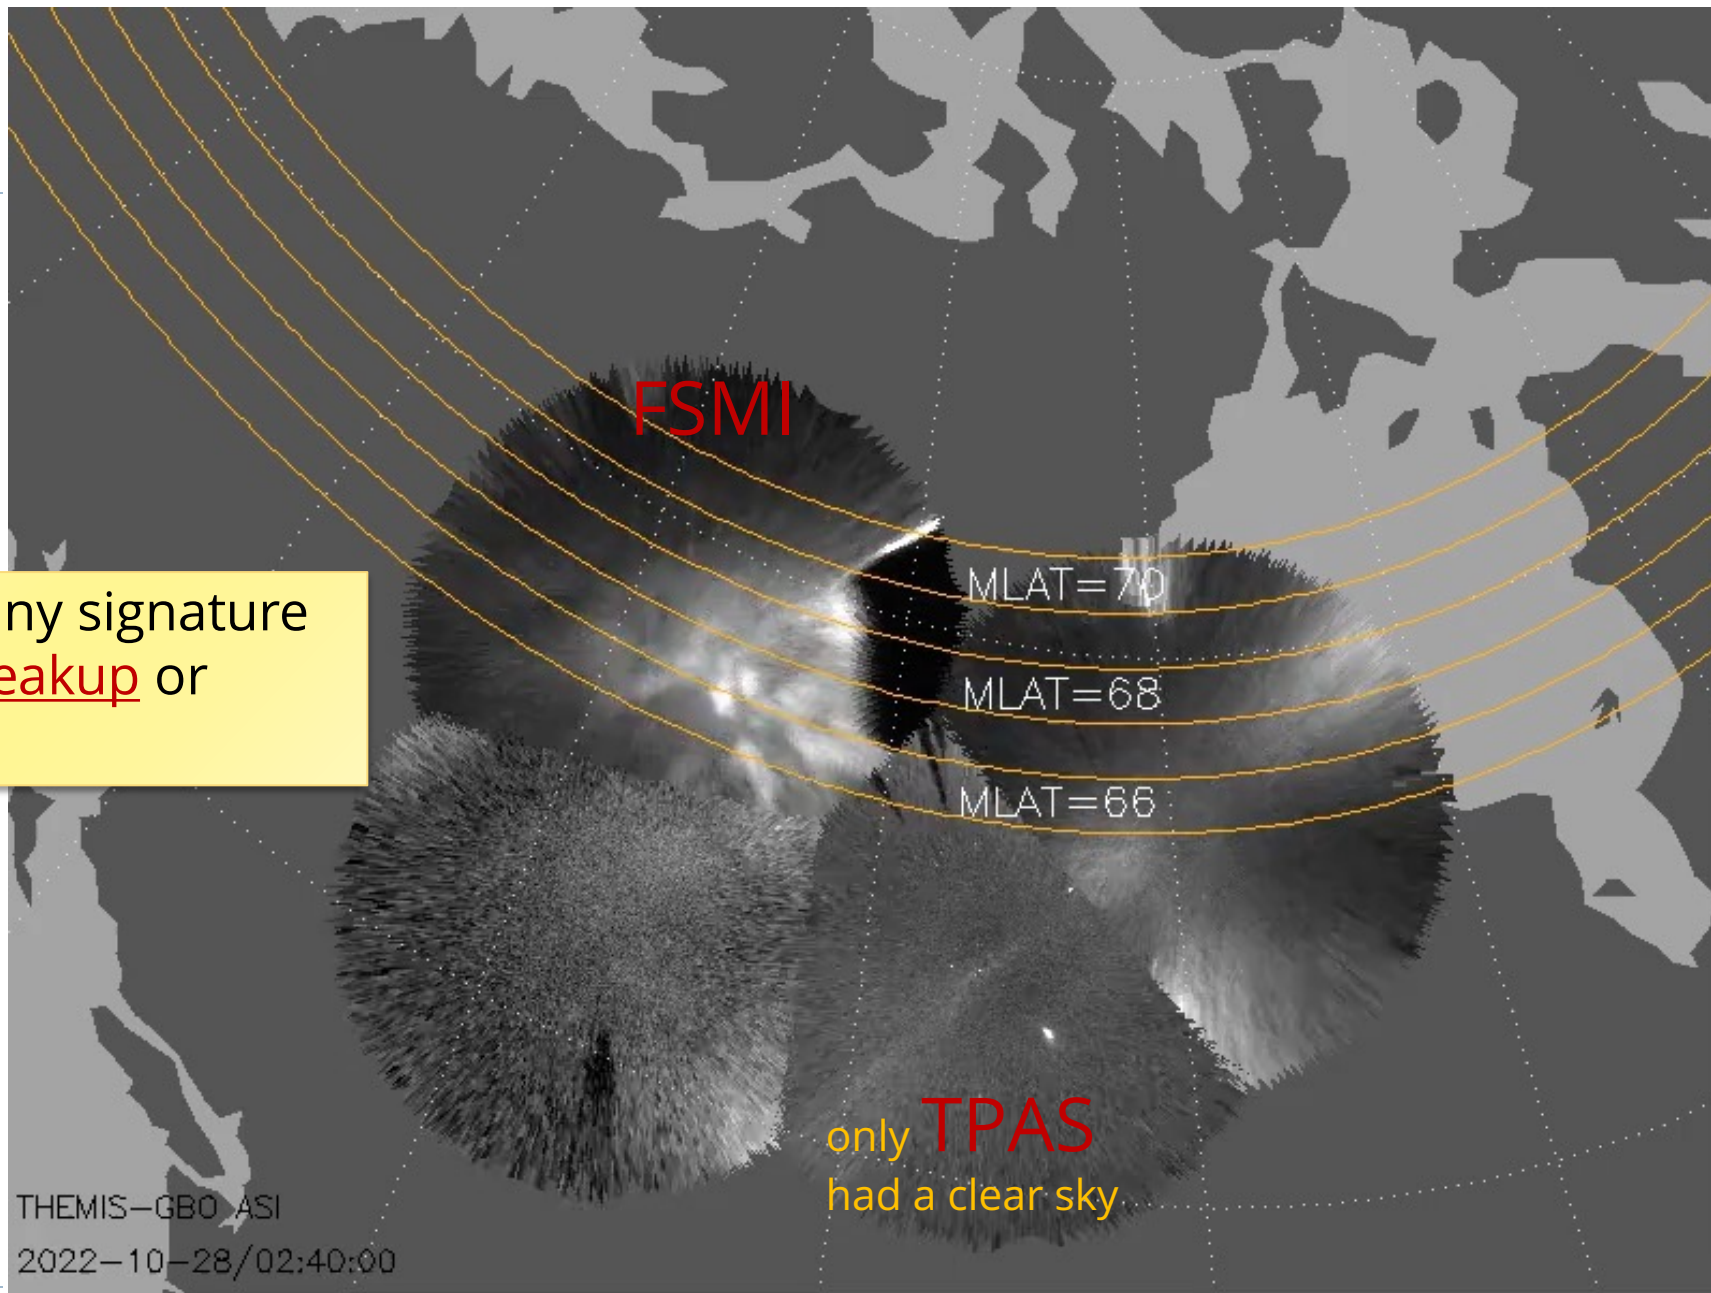 FSMI
MLAT=70
ny signature
eakup or
MLAT=68
MLAT=66
only TPAS
had a clear sky
THEMIS-GBO ASI
2022-10-28/02:40:00